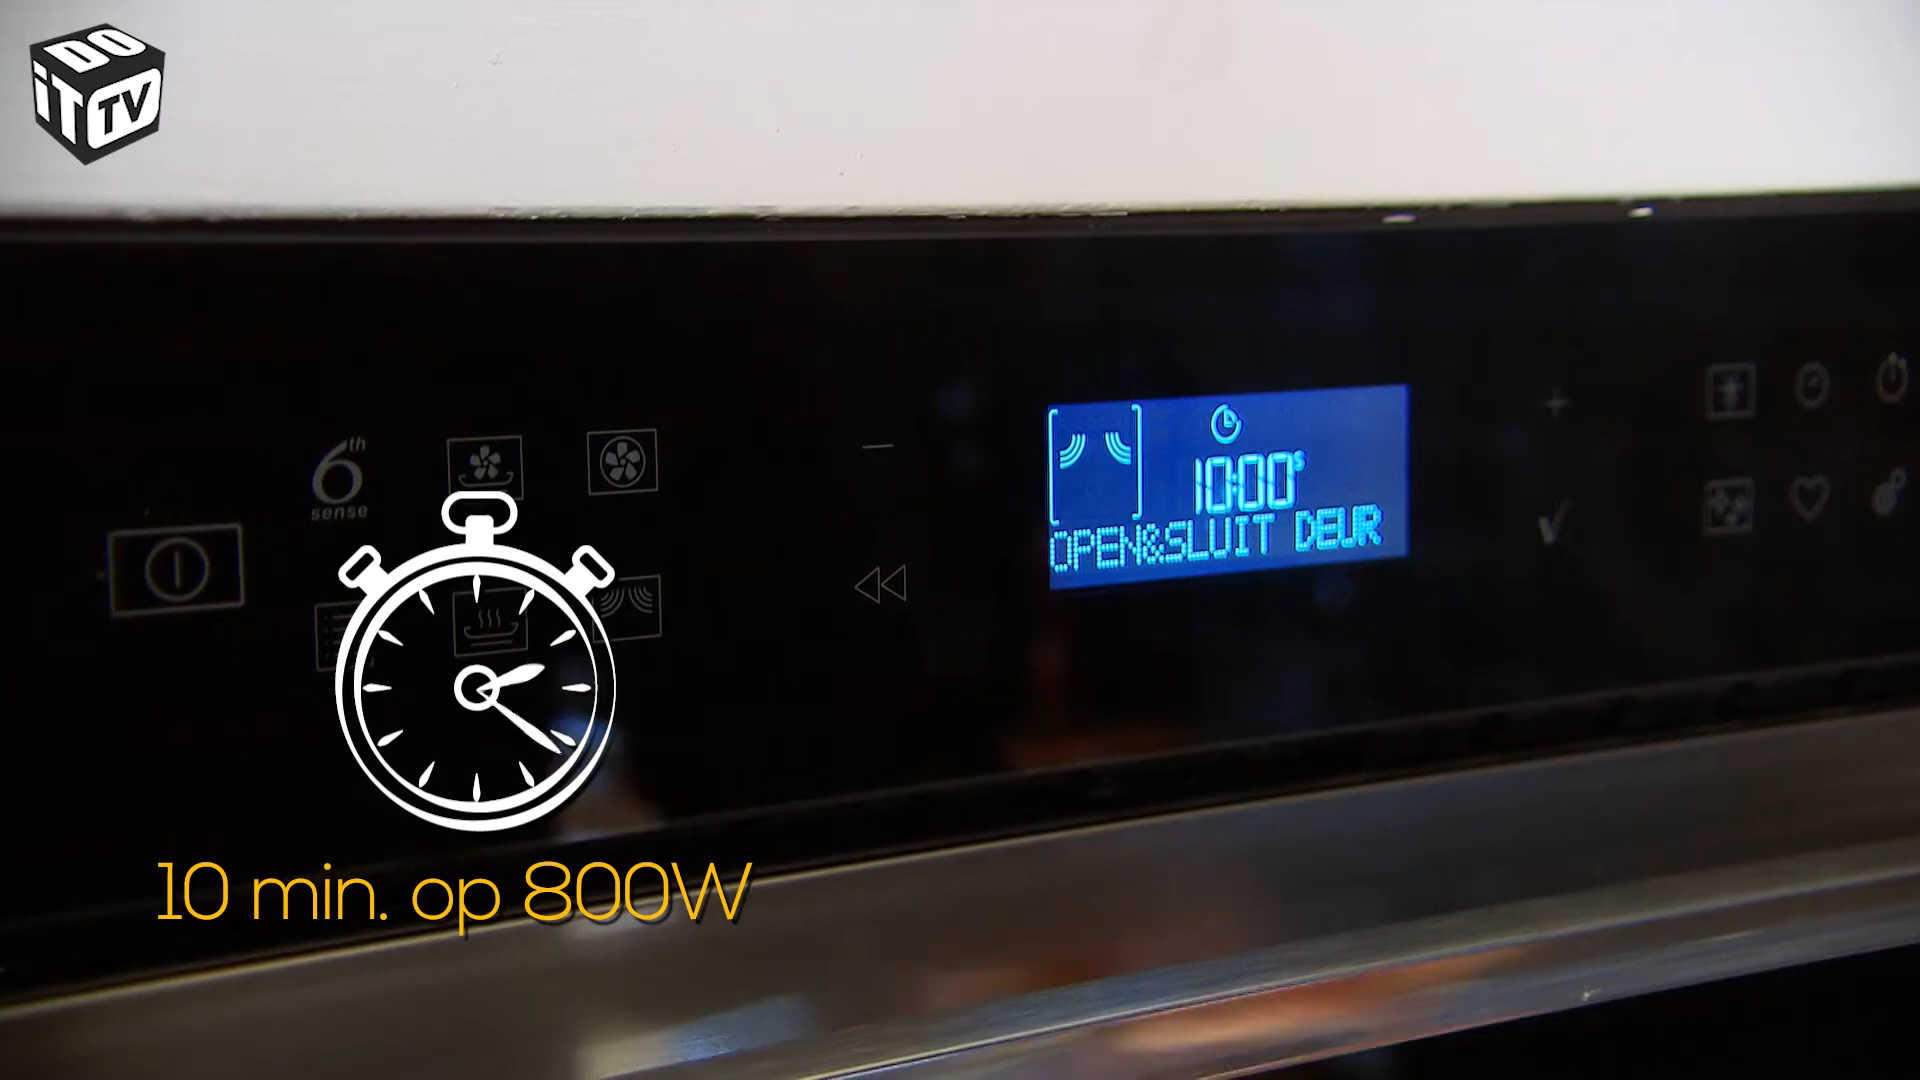 DO
iT TV
6th
sense
10:00s
OPEN&SLUIT DEUR
10 min. op 800W